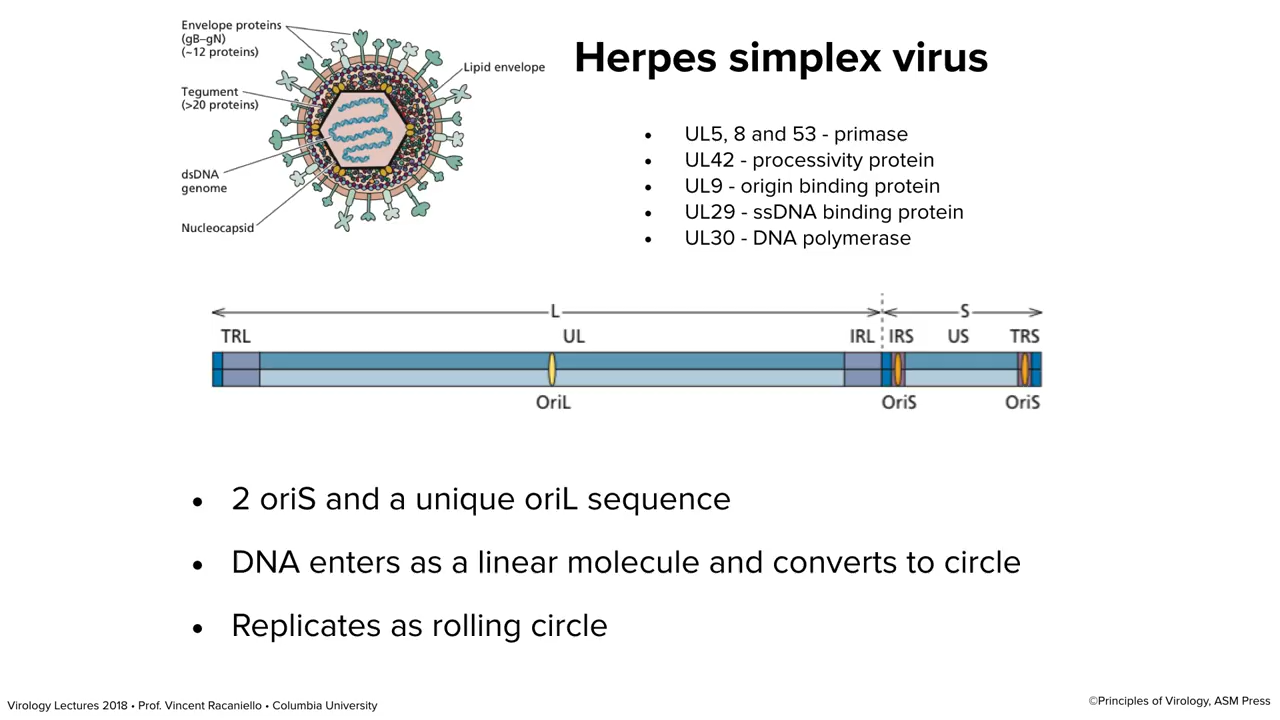 Envelope proteins
(gB–gN)
(~12 proteins)
Lipid envelope
Tegument
(>20 proteins)
dsDNA
genome
Nucleocapsid
Herpes simplex virus
• UL5, 8 and 53 - primase
• UL42 - processivity protein
• UL9 - origin binding protein
• UL29 - ssDNA binding protein
• UL30 - DNA polymerase
L S
TRL UL IRL IRS US TRS
OriL OriS OriS
• 2 oriS and a unique oriL sequence
• DNA enters as a linear molecule and converts to circle
• Replicates as rolling circle
Virology Lectures 2018 • Prof. Vincent Racaniello • Columbia University
©Principles of Virology, ASM Press